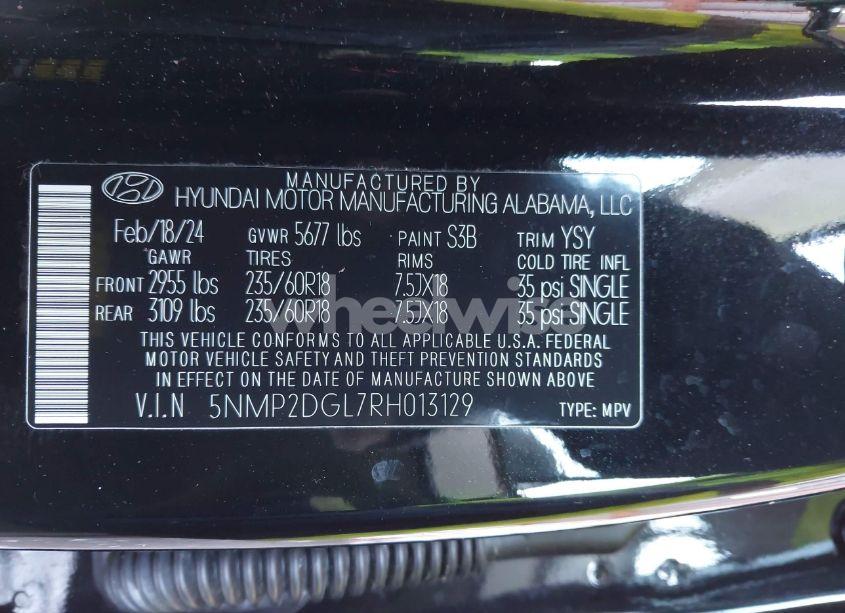 MANUFACTURED BY
HYUNDAI MOTOR MANUFACTURING ALABAMA, LLC
Feb/18/24 GVWR 5677 lbs PAINT S3B TRIM YSY
GAWR TIRES RIMS COLD TIRE INFL
FRONT 2955 lbs 235/60R18 7.5JX18 35 psi SINGLE
REAR 3109 lbs 235/60R18 7.5JX18 35 psi SINGLE
wheelwise
THIS VEHICLE CONFORMS TO ALL APPLICABLE U.S.A. FEDERAL
MOTOR VEHICLE SAFETY AND THEFT PREVENTION STANDARDS
IN EFFECT ON THE DATE OF MANUFACTURE SHOWN ABOVE
V.I.N 5NMP2DGL7RH013129 TYPE: MPV